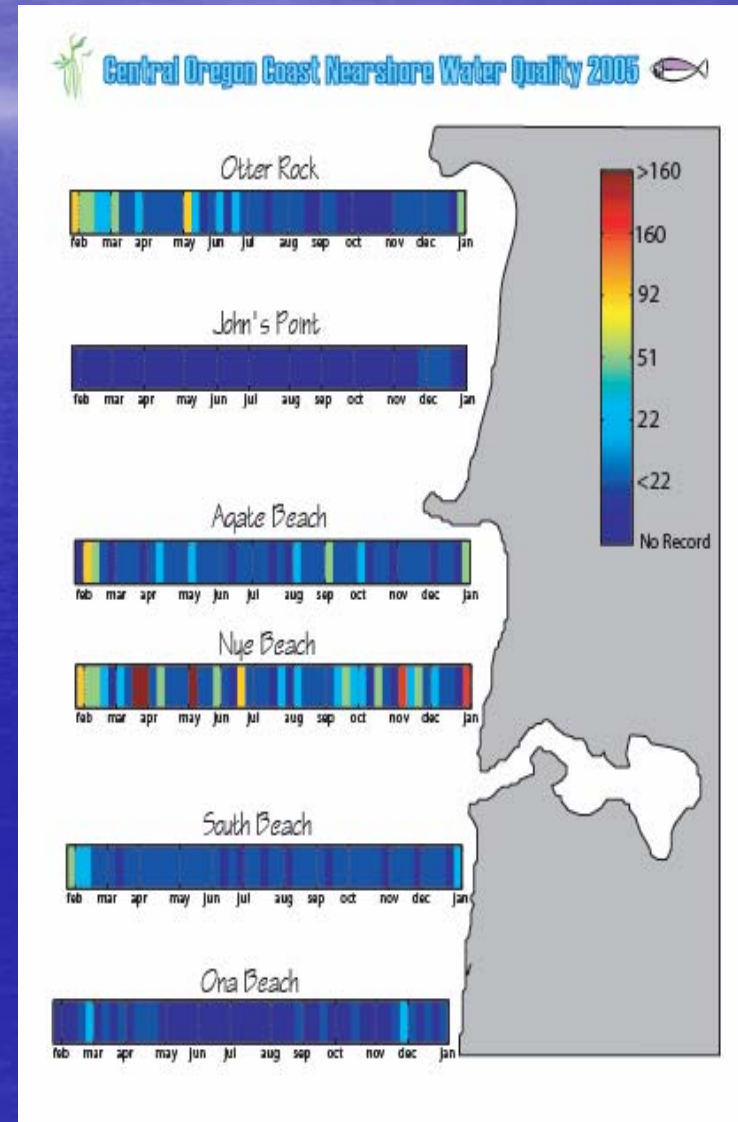 Central Oregon Coast Nearshore Water Quality 2005
Otter Rock
feb mar apr may jun jul aug sep oct nov dec jan
John's Point
feb mar apr may jun jul aug sep oct nov dec jan
Agate Beach
feb mar apr may jun jul aug sep oct nov dec jan
Nye Beach
feb mar apr may jun jul aug sep oct nov dec jan
South Beach
feb mar apr may jun jul aug sep oct nov dec jan
Ona Beach
feb mar apr may jun jul aug sep oct nov dec jan
>160
160
92
51
22
<22
No Record